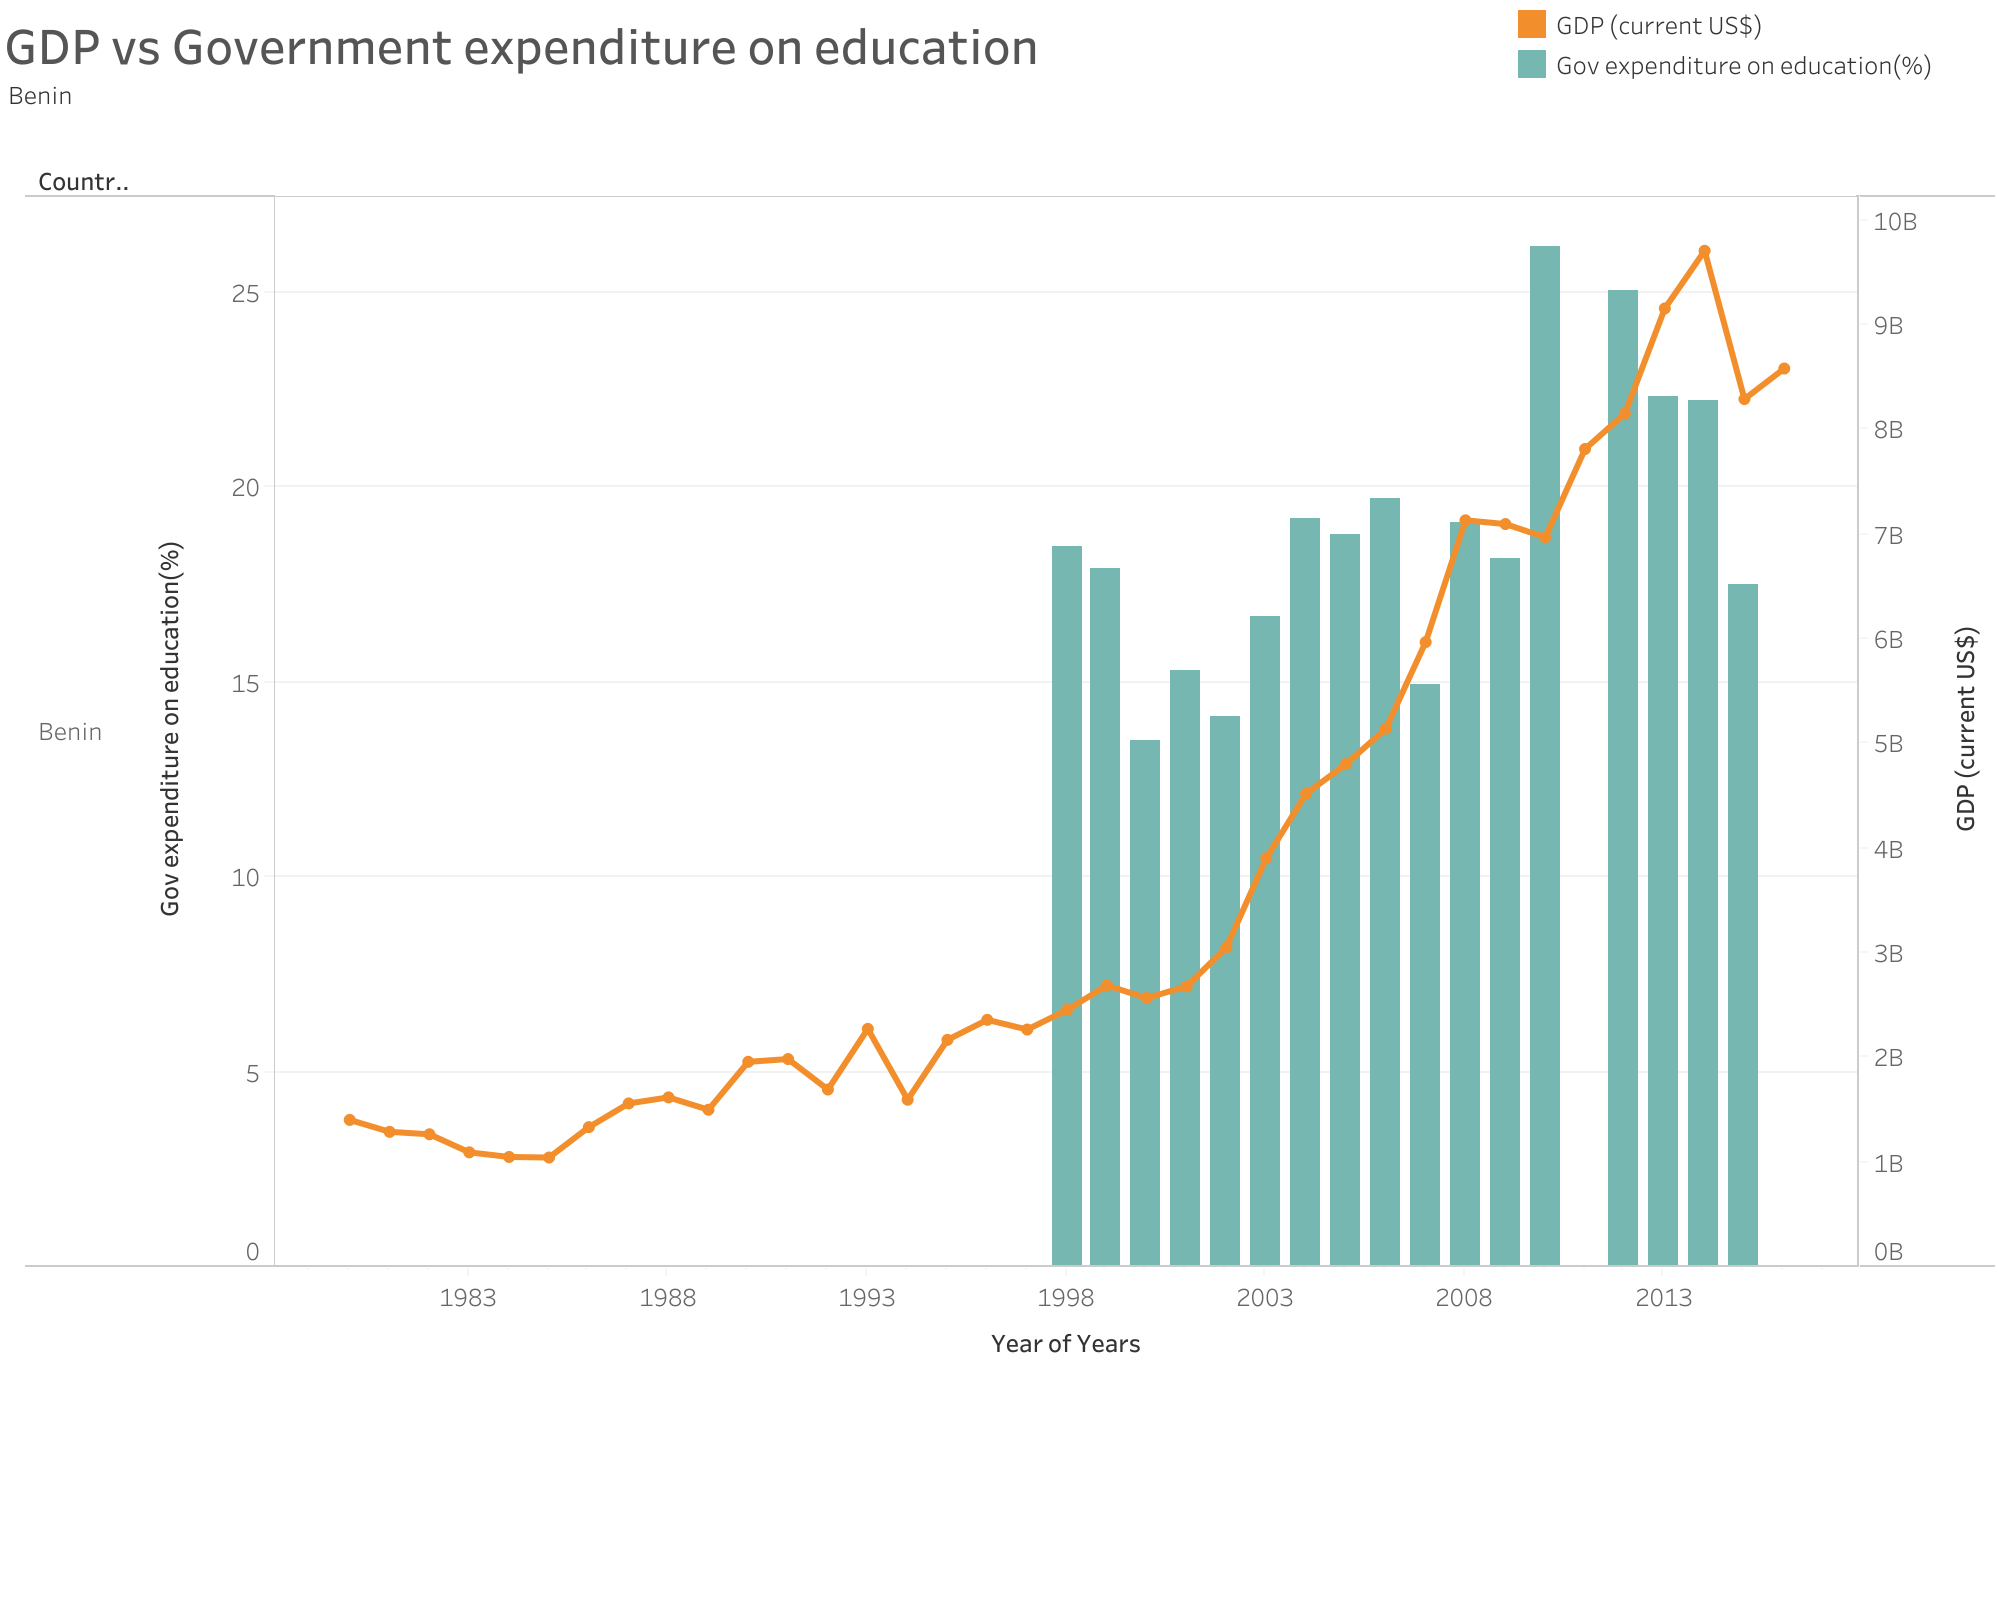 GDP vs Government expenditure on education
Benin
GDP (current US$)
Gov expenditure on education(%)
Countr..
Benin
Gov expenditure on education(%)
25
20
15
10
5
0
10B
9B
8B
7B
6B
5B
4B
3B
2B
1B
0B
GDP (current US$)
1983 1988 1993 1998 2003 2008 2013
Year of Years